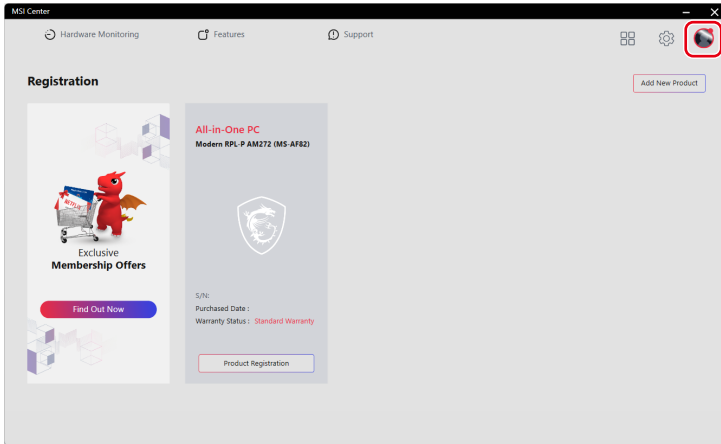 MSI Center
Hardware Monitoring
Features
Support
Registration
Add New Product
All-in-One PC
Modern RPL-P AM272 (MS-AF82)
NETFLIX
Exclusive
Membership Offers
Find Out Now
S/N:
Purchased Date :
Warranty Status : Standard Warranty
Product Registration